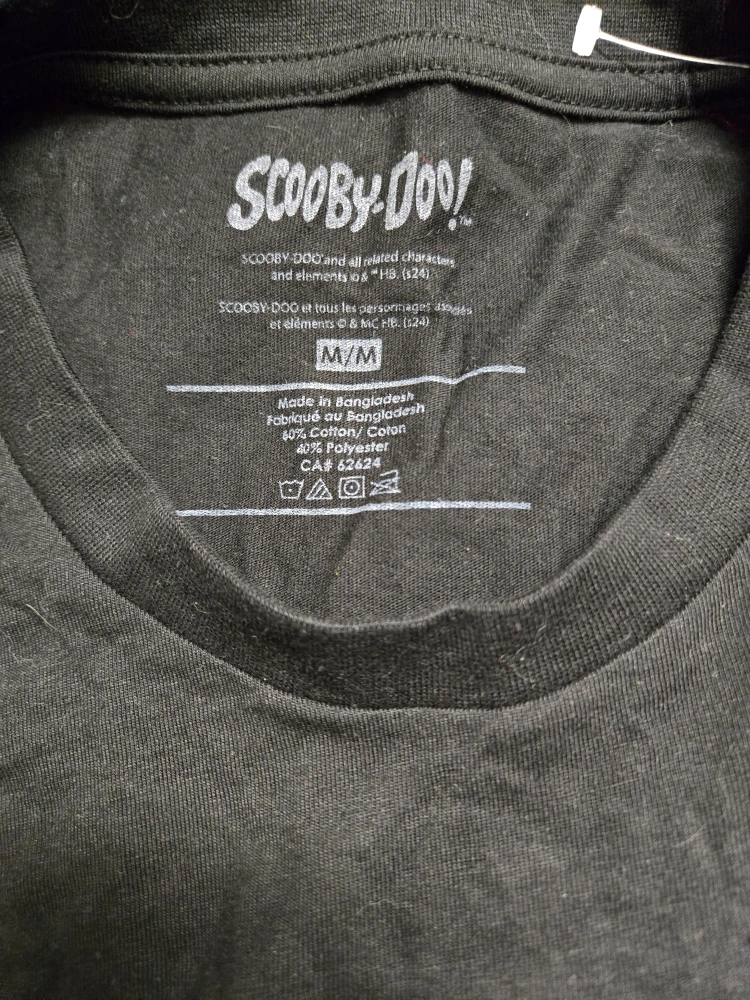 SCOOBY-DOO! ™
SCOOBY-DOO and all related characters
and elements © & ™ HB. (s24)
SCOOBY-DOO et tous les personnages associés
et éléments © & MC HB. (s24)
M/M
Made in Bangladesh
Fabriqué au Bangladesh
60% Cotton/ Coton
40% Polyester
CA# 62624